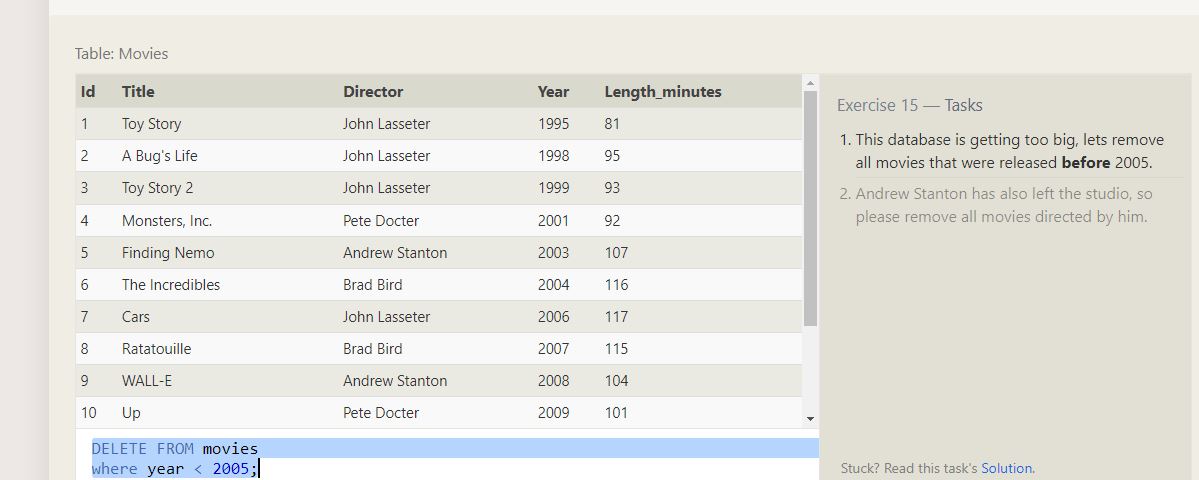 Table: Movies
Id Title Director Year Length_minutes
1 Toy Story John Lasseter 1995 81
2 A Bug's Life John Lasseter 1998 95
3 Toy Story 2 John Lasseter 1999 93
4 Monsters, Inc. Pete Docter 2001 92
5 Finding Nemo Andrew Stanton 2003 107
6 The Incredibles Brad Bird 2004 116
7 Cars John Lasseter 2006 117
8 Ratatouille Brad Bird 2007 115
9 WALL-E Andrew Stanton 2008 104
10 Up Pete Docter 2009 101
DELETE FROM movies
where year < 2005;
Exercise 15 — Tasks
1. This database is getting too big, lets remove
all movies that were released before 2005.
2. Andrew Stanton has also left the studio, so
please remove all movies directed by him.
Stuck? Read this task's Solution.